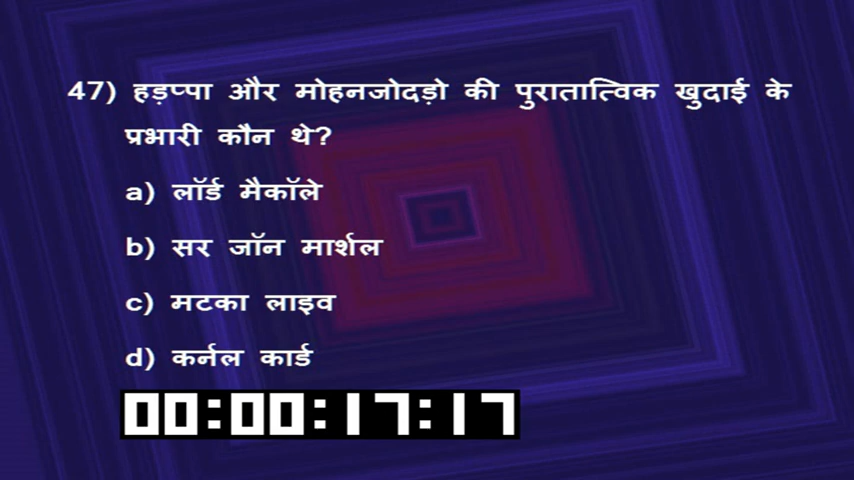 47) हड़प्पा और मोहनजोदड़ो की पुरातात्विक खुदाई के
प्रभारी कौन थे?
a) लॉर्ड मैकॉले
b) सर जॉन मार्शल
c) मटका लाइव
d) कर्नल कार्ड
00:00:17:17